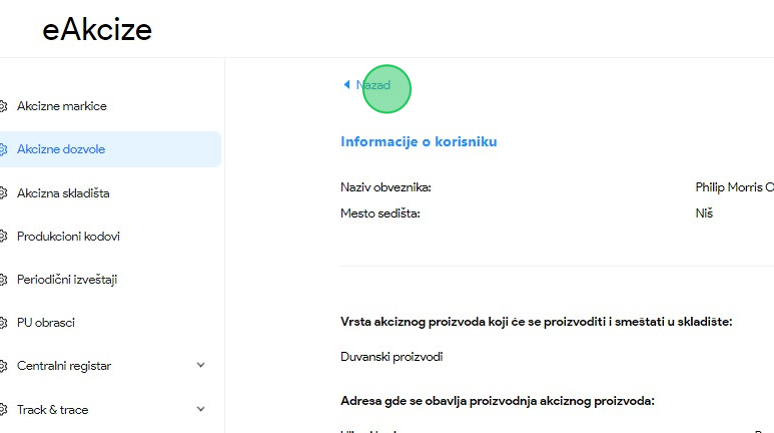 eAkcize
Nazad
Akcizne markice
Akcizne dozvole
Akcizna skladišta
Produkcioni kodovi
Periodični izveštaji
PU obrasci
Centralni registar
Track & trace
Informacije o korisniku
Naziv obveznika: Philip Morris
Mesto sedišta: Niš
Vrsta akciznog proizvoda koji će se proizvoditi i smeštati u skladište:
Duvanski proizvodi
Adresa gde se obavlja proizvodnja akciznog proizvoda: